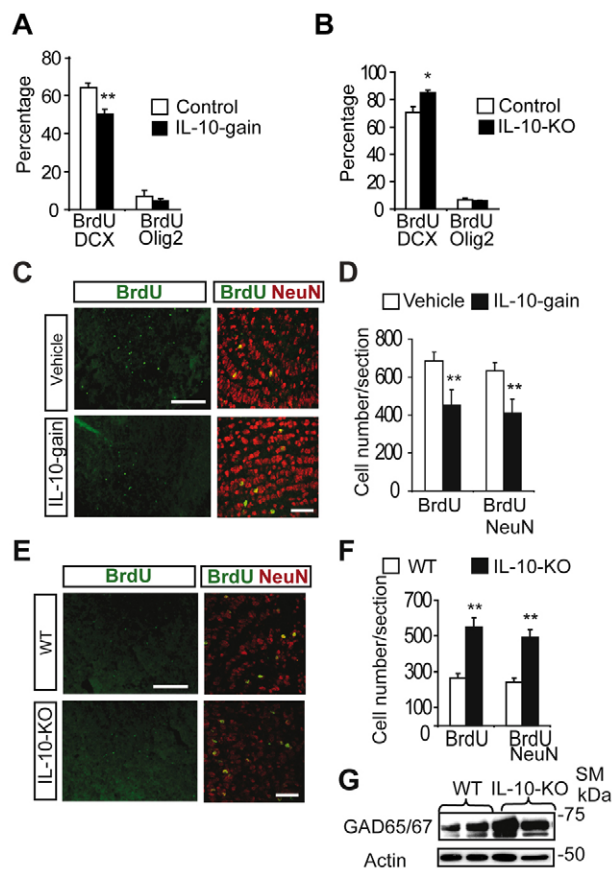 A
Percentage
80
60
40
20
0
**
Control
IL-10-gain
BrdU
DCX
BrdU
Olig2
B
Percentage
100
80
60
40
20
0
*
Control
IL-10-KO
BrdU
DCX
BrdU
Olig2
C
BrdU
BrdU NeuN
Vehicle
IL-10-gain
D
Vehicle
IL-10-gain
Cell number/section
800
600
400
200
0
**
**
BrdU
BrdU
NeuN
E
BrdU
BrdU NeuN
WT
IL-10-KO
F
WT
IL-10-KO
Cell number/section
700
500
300
100
0
**
**
BrdU
BrdU
NeuN
G
WT
IL-10-KO
SM
kDa
GAD65/67
-75
Actin
-50